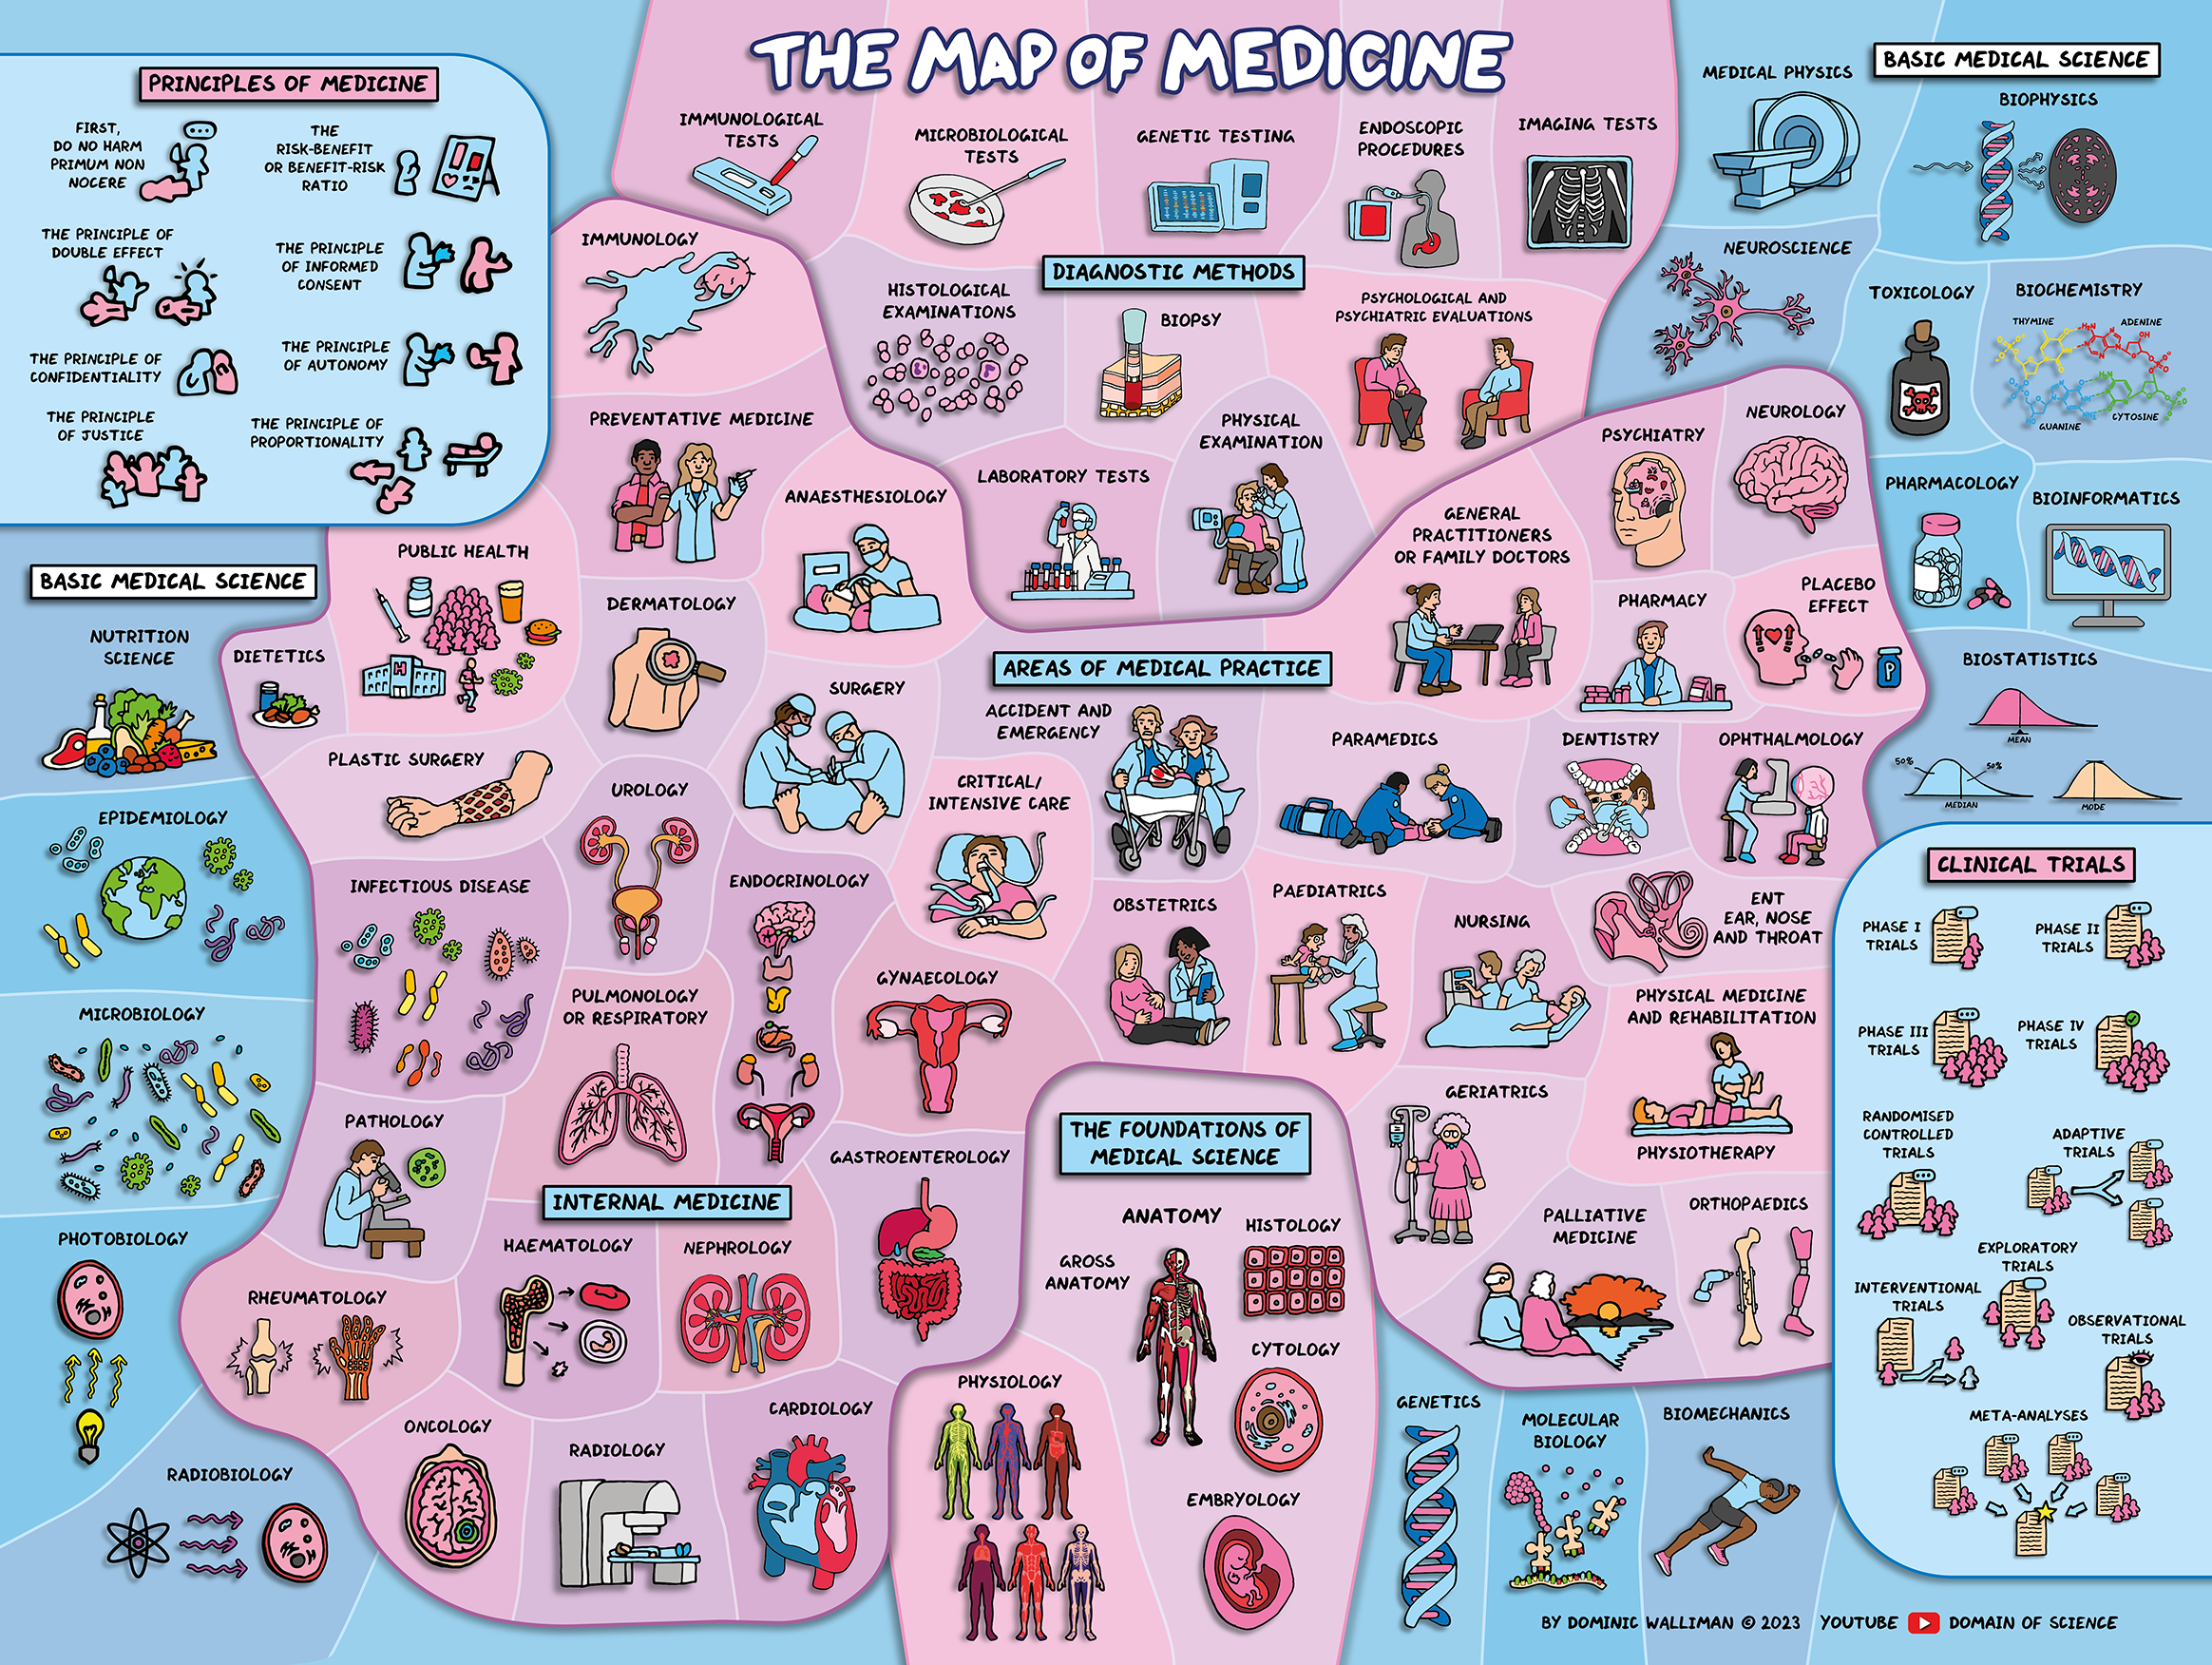 THE MAP OF MEDICINE
PRINCIPLES OF MEDICINE
FIRST,
DO NO HARM
PRIMUM NON
NOCERE
THE
RISK-BENEFIT
OR BENEFIT-RISK
RATIO
THE PRINCIPLE OF
DOUBLE EFFECT
THE PRINCIPLE
OF INFORMED
CONSENT
THE PRINCIPLE OF
CONFIDENTIALITY
THE PRINCIPLE
OF AUTONOMY
THE PRINCIPLE
OF JUSTICE
THE PRINCIPLE OF
PROPORTIONALITY
IMMUNOLOGICAL
TESTS
MICROBIOLOGICAL
TESTS
GENETIC TESTING
ENDOSCOPIC
PROCEDURES
IMAGING TESTS
DIAGNOSTIC METHODS
HISTOLOGICAL
EXAMINATIONS
BIOPSY
PSYCHOLOGICAL AND
PSYCHIATRIC EVALUATIONS
LABORATORY TESTS
PHYSICAL
EXAMINATION
BASIC MEDICAL SCIENCE
MEDICAL PHYSICS
BIOPHYSICS
NEUROSCIENCE
TOXICOLOGY
BIOCHEMISTRY
THYMINE
ADENINE
GUANINE
CYTOSINE
PHARMACOLOGY
BIOINFORMATICS
BIOSTATISTICS
MEAN
50%
50%
MEDIAN
MODE
IMMUNOLOGY
PREVENTATIVE MEDICINE
ANAESTHESIOLOGY
PUBLIC HEALTH
H
DERMATOLOGY
DIETETICS
PLASTIC SURGERY
SURGERY
AREAS OF MEDICAL PRACTICE
ACCIDENT AND
EMERGENCY
CRITICAL/
INTENSIVE CARE
GENERAL
PRACTITIONERS
OR FAMILY DOCTORS
PSYCHIATRY
NEUROLOGY
PHARMACY
PLACEBO
EFFECT
P
PARAMEDICS
DENTISTRY
OPHTHALMOLOGY
OBSTETRICS
PAEDIATRICS
NURSING
ENT
EAR, NOSE
AND THROAT
PHYSICAL MEDICINE
AND REHABILITATION
PHYSIOTHERAPY
GERIATRICS
PALLIATIVE
MEDICINE
ORTHOPAEDICS
UROLOGY
INFECTIOUS DISEASE
ENDOCRINOLOGY
GYNAECOLOGY
PULMONOLOGY
OR RESPIRATORY
PATHOLOGY
GASTROENTEROLOGY
INTERNAL MEDICINE
HAEMATOLOGY
NEPHROLOGY
RHEUMATOLOGY
ONCOLOGY
RADIOLOGY
CARDIOLOGY
BASIC MEDICAL SCIENCE
NUTRITION
SCIENCE
EPIDEMIOLOGY
MICROBIOLOGY
PHOTOBIOLOGY
RADIOBIOLOGY
THE FOUNDATIONS OF
MEDICAL SCIENCE
ANATOMY
GROSS
ANATOMY
HISTOLOGY
CYTOLOGY
PHYSIOLOGY
EMBRYOLOGY
GENETICS
MOLECULAR
BIOLOGY
BIOMECHANICS
CLINICAL TRIALS
PHASE I
TRIALS
PHASE II
TRIALS
PHASE III
TRIALS
PHASE IV
TRIALS
RANDOMISED
CONTROLLED
TRIALS
ADAPTIVE
TRIALS
EXPLORATORY
TRIALS
INTERVENTIONAL
TRIALS
OBSERVATIONAL
TRIALS
META-ANALYSES
BY DOMINIC WALLIMAN © 2023 YOUTUBE DOMAIN OF SCIENCE